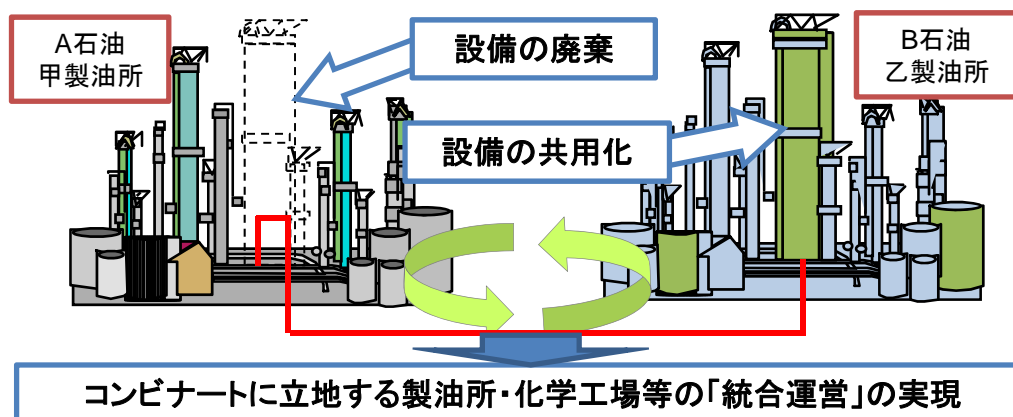 A石油
甲製油所
設備の廃棄
B石油
乙製油所
設備の共用化
コンビナートに立地する製油所・化学工場等の「統合運営」の実現